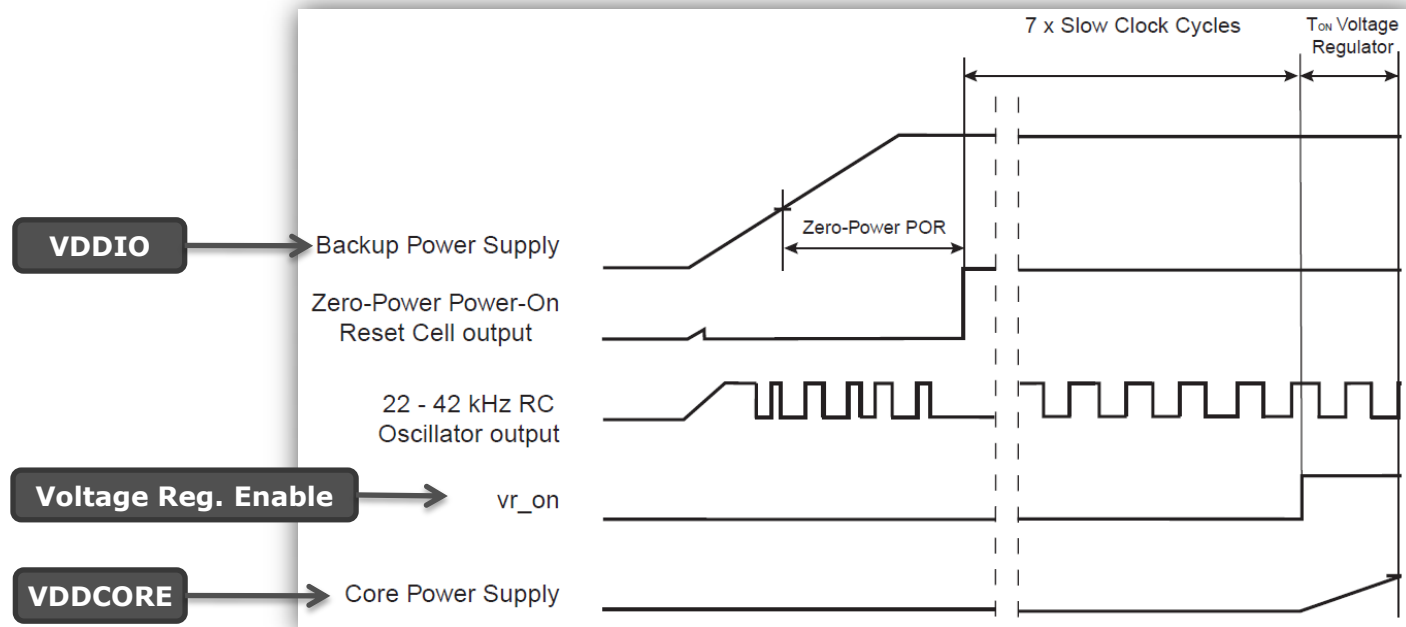 7 x Slow Clock Cycles
TON Voltage
Regulator
Zero-Power POR
VDDIO
Backup Power Supply
Zero-Power Power-On
Reset Cell output
22 - 42 kHz RC
Oscillator output
Voltage Reg. Enable
vr_on
VDDCORE
Core Power Supply